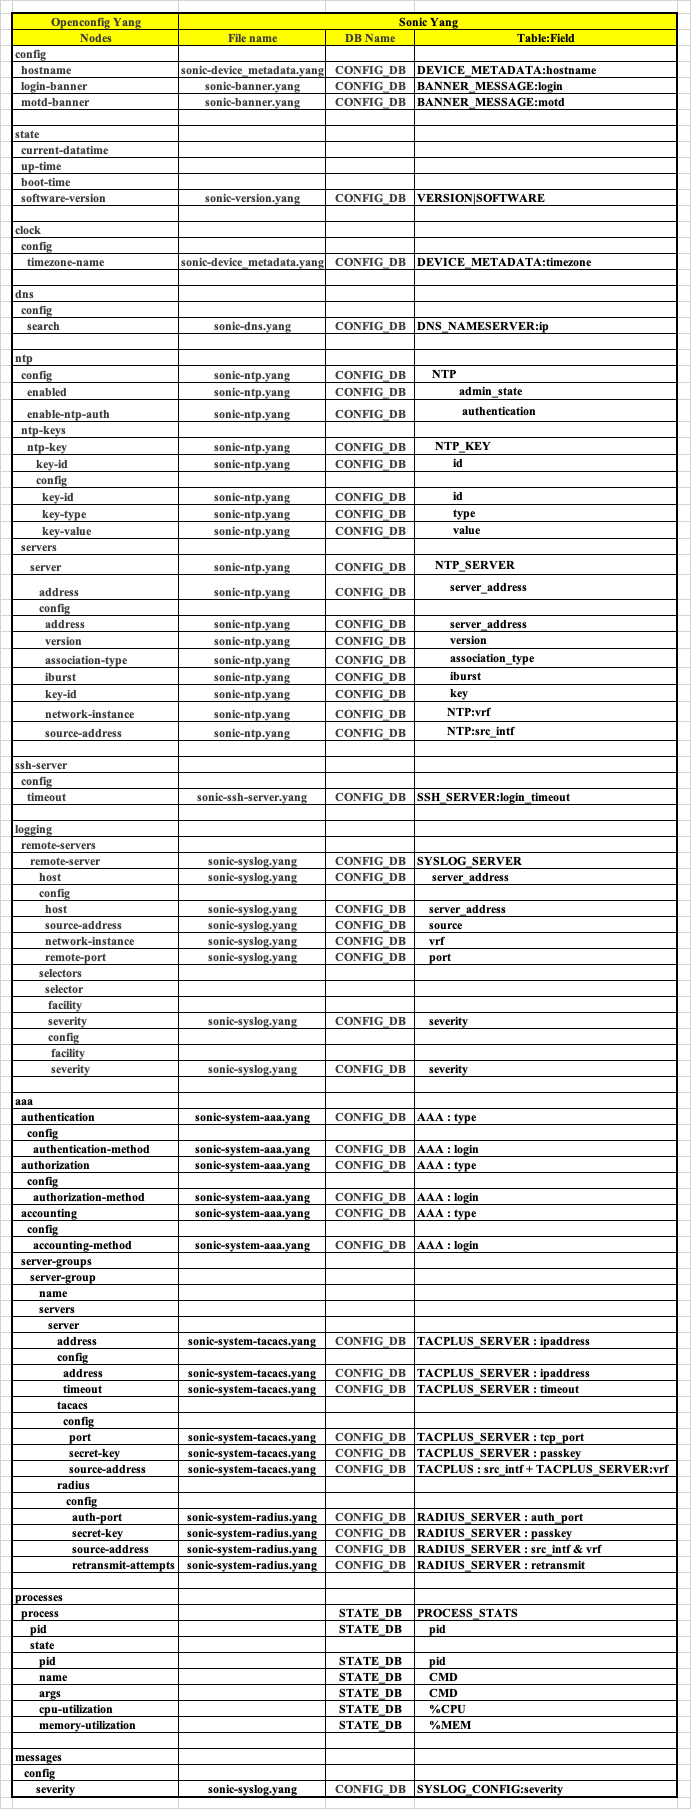 Openconfig Yang Sonic Yang
Nodes File name DB Name Table:Field
config
hostname sonic-device_metadata.yang CONFIG_DB DEVICE_METADATA:hostname
login-banner sonic-banner.yang CONFIG_DB BANNER_MESSAGE:login
motd-banner sonic-banner.yang CONFIG_DB BANNER_MESSAGE:motd
state
current-datatime
up-time
boot-time
software-version sonic-version.yang CONFIG_DB VERSION|SOFTWARE
clock
config
timezone-name sonic-device_metadata.yang CONFIG_DB DEVICE_METADATA:timezone
dns
config
search sonic-dns.yang CONFIG_DB DNS_NAMESERVER:ip
ntp
config sonic-ntp.yang CONFIG_DB NTP
enabled sonic-ntp.yang CONFIG_DB admin_state
enable-ntp-auth sonic-ntp.yang CONFIG_DB authentication
ntp-keys
ntp-key sonic-ntp.yang CONFIG_DB NTP_KEY
key-id sonic-ntp.yang CONFIG_DB id
config
key-id sonic-ntp.yang CONFIG_DB id
key-type sonic-ntp.yang CONFIG_DB type
key-value sonic-ntp.yang CONFIG_DB value
servers
server sonic-ntp.yang CONFIG_DB NTP_SERVER
address sonic-ntp.yang CONFIG_DB server_address
config
address sonic-ntp.yang CONFIG_DB server_address
version sonic-ntp.yang CONFIG_DB version
association-type sonic-ntp.yang CONFIG_DB association_type
iburst sonic-ntp.yang CONFIG_DB iburst
key-id sonic-ntp.yang CONFIG_DB key
network-instance sonic-ntp.yang CONFIG_DB NTP:vrf
source-address sonic-ntp.yang CONFIG_DB NTP:src_intf
ssh-server
config
timeout sonic-ssh-server.yang CONFIG_DB SSH_SERVER:login_timeout
logging
remote-servers
remote-server sonic-syslog.yang CONFIG_DB SYSLOG_SERVER
host sonic-syslog.yang CONFIG_DB server_address
config
host sonic-syslog.yang CONFIG_DB server_address
source-address sonic-syslog.yang CONFIG_DB source
network-instance sonic-syslog.yang CONFIG_DB vrf
remote-port sonic-syslog.yang CONFIG_DB port
selectors
selector
facility
severity sonic-syslog.yang CONFIG_DB severity
config
facility
severity sonic-syslog.yang CONFIG_DB severity
aaa
authentication sonic-system-aaa.yang CONFIG_DB AAA : type
config
authentication-method sonic-system-aaa.yang CONFIG_DB AAA : login
authorization sonic-system-aaa.yang CONFIG_DB AAA : type
config
authorization-method sonic-system-aaa.yang CONFIG_DB AAA : login
accounting sonic-system-aaa.yang CONFIG_DB AAA : type
config
accounting-method sonic-system-aaa.yang CONFIG_DB AAA : login
server-groups
server-group
name
servers
server
address sonic-system-tacacs.yang CONFIG_DB TACPLUS_SERVER : ipaddress
config
address sonic-system-tacacs.yang CONFIG_DB TACPLUS_SERVER : ipaddress
timeout sonic-system-tacacs.yang CONFIG_DB TACPLUS_SERVER : timeout
tacacs
config
port sonic-system-tacacs.yang CONFIG_DB TACPLUS_SERVER : tcp_port
secret-key sonic-system-tacacs.yang CONFIG_DB TACPLUS_SERVER : passkey
source-address sonic-system-tacacs.yang CONFIG_DB TACPLUS : src_intf + TACPLUS_SERVER:vrf
radius
config
auth-port sonic-system-radius.yang CONFIG_DB RADIUS_SERVER : auth_port
secret-key sonic-system-radius.yang CONFIG_DB RADIUS_SERVER : passkey
source-address sonic-system-radius.yang CONFIG_DB RADIUS_SERVER : src_intf & vrf
retransmit-attempts sonic-system-radius.yang CONFIG_DB RADIUS_SERVER : retransmit
processes
process STATE_DB PROCESS_STATS
pid STATE_DB pid
state
pid STATE_DB pid
name STATE_DB CMD
args STATE_DB CMD
cpu-utilization STATE_DB %CPU
memory-utilization STATE_DB %MEM
messages
config
severity sonic-syslog.yang CONFIG_DB SYSLOG_CONFIG:severity